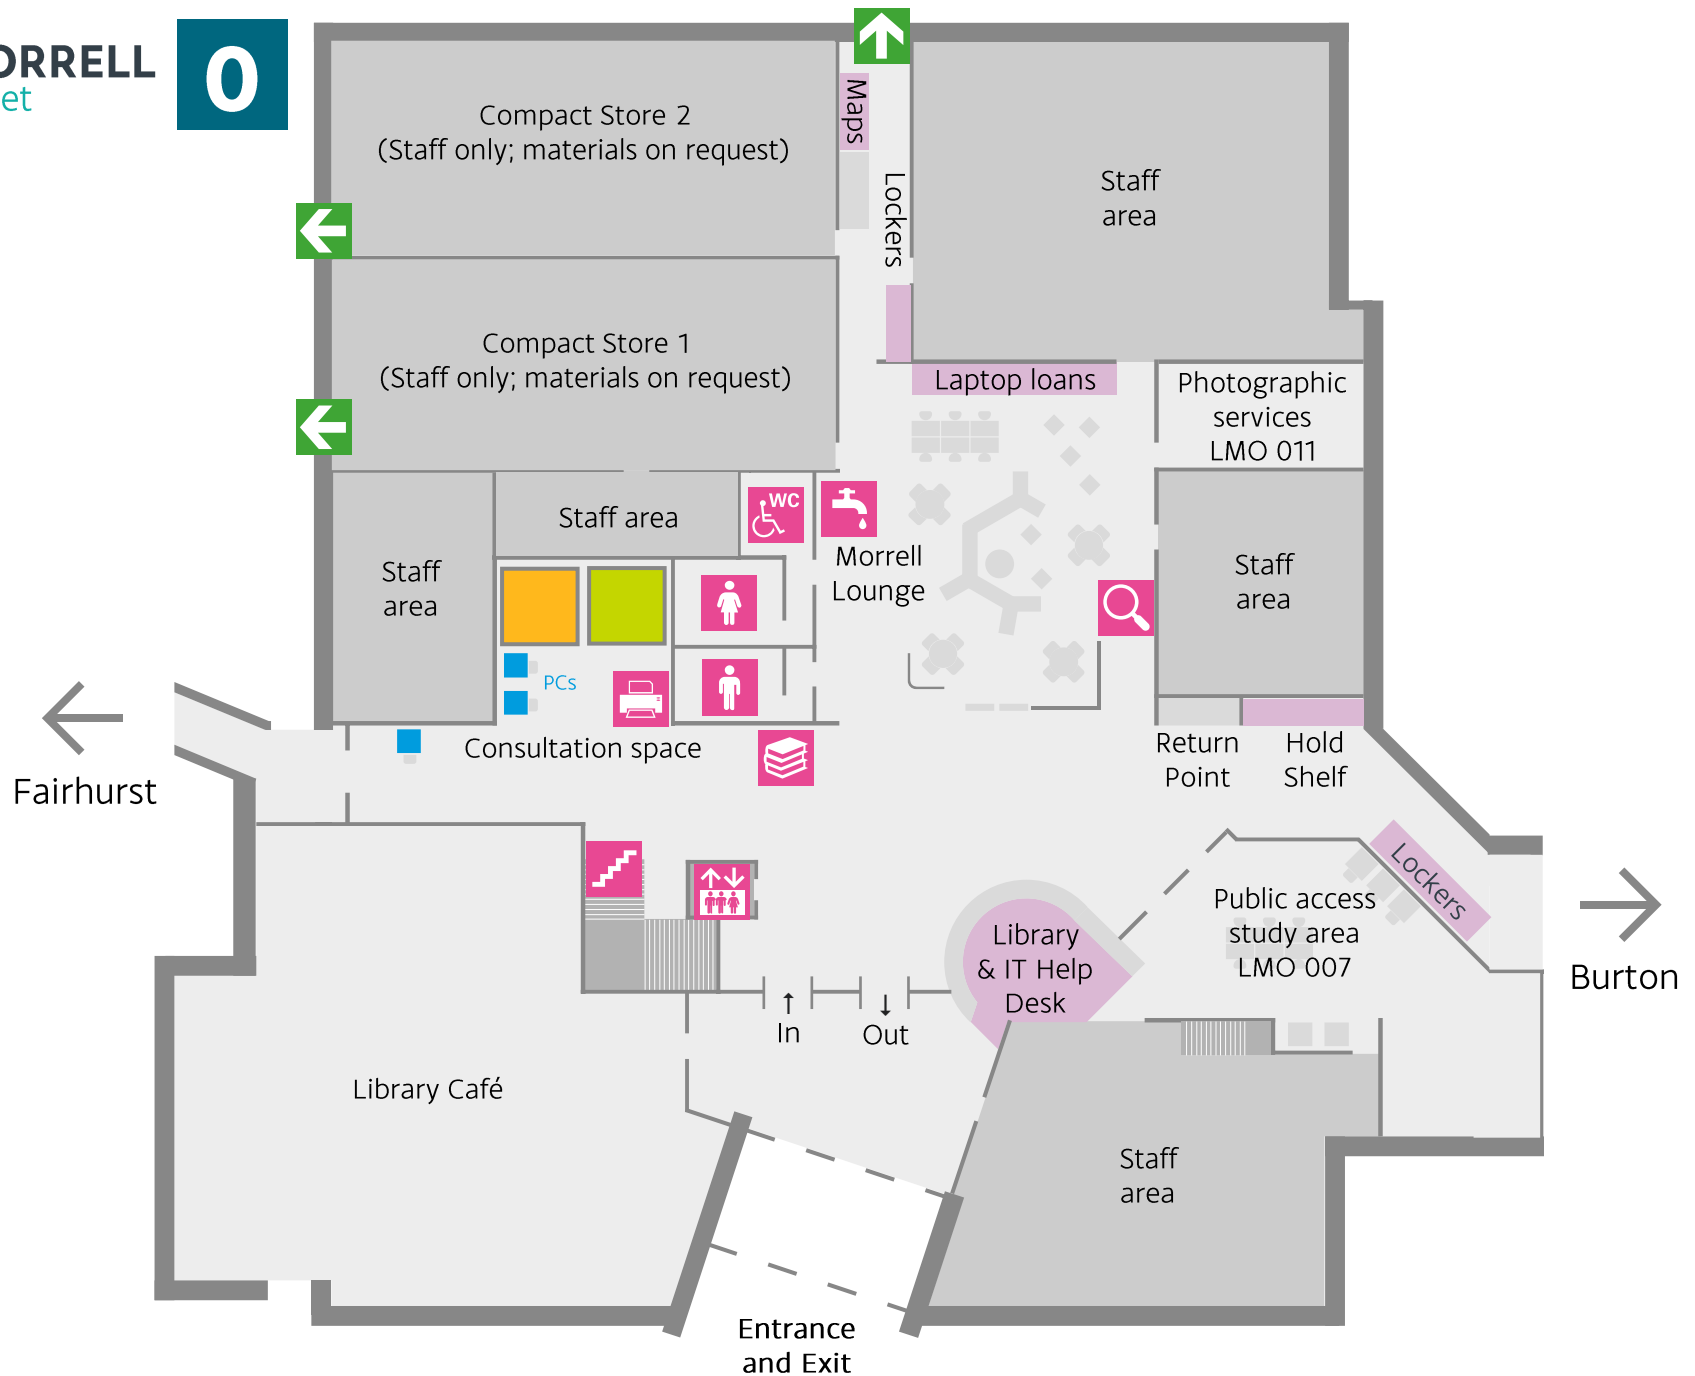 ORRELL
et
0
Compact Store 2
(Staff only; materials on request)
Maps
Lockers
Staff
area
Compact Store 1
(Staff only; materials on request)
Laptop loans
Photographic
services
LMO 011
Staff area
WC
Staff
area
Morrell
Lounge
Staff
area
PCs
Consultation space
Return
Point
Hold
Shelf
Fairhurst
Lockers
Public access
study area
LMO 007
Library
& IT Help
Desk
Burton
In
Out
Library Café
Staff
area
Entrance
and Exit